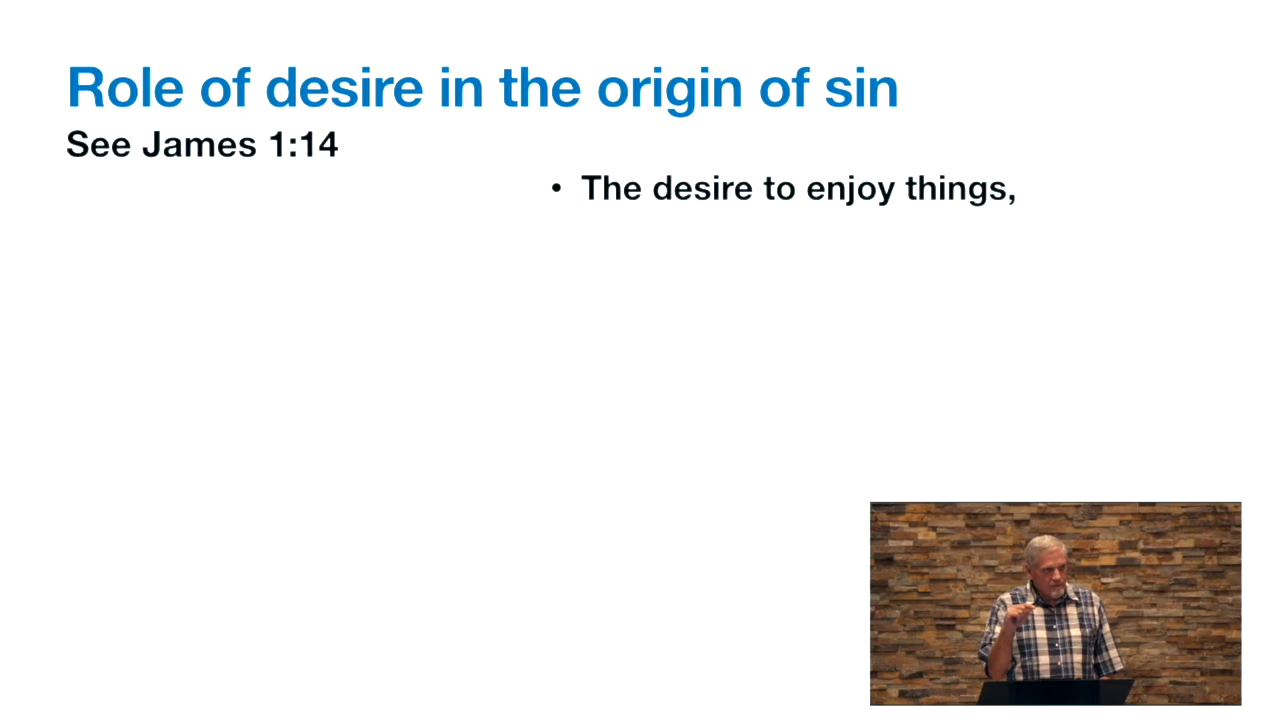 Role of desire in the origin of sin
See James 1:14
• The desire to enjoy things,